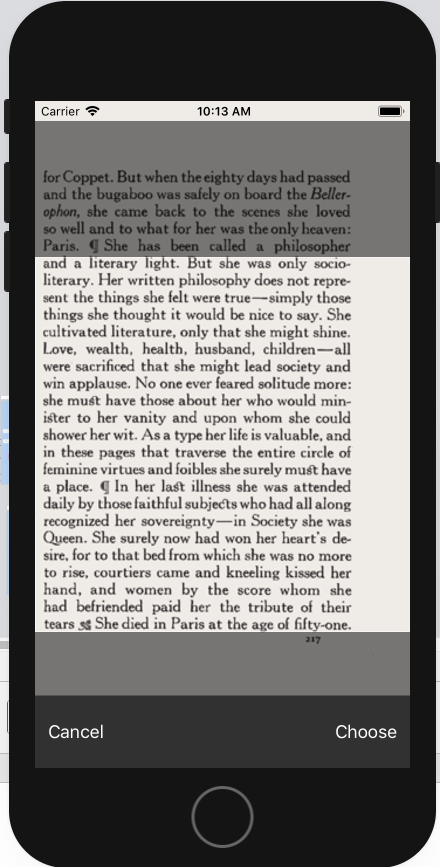 Carrier 10:13 AM
for Coppet. But when the eighty days had passed
and the bugaboo was safely on board the Beller-
ophon, she came back to the scenes she loved
so well and to what for her was the only heaven:
Paris. ¶ She has been called a philosopher
and a literary light. But she was only socio-
literary. Her written philosophy does not repre-
sent the things she felt were true—simply those
things she thought it would be nice to say. She
cultivated literature, only that she might shine.
Love, wealth, health, husband, children—all
were sacrificed that she might lead society and
win applause. No one ever feared solitude more:
she must have those about her who would min-
ister to her vanity and upon whom she could
shower her wit. As a type her life is valuable, and
in these pages that traverse the entire circle of
feminine virtues and foibles she surely must have
a place. ¶ In her last illness she was attended
daily by those faithful subjects who had all along
recognized her sovereignty—in Society she was
Queen. She surely now had won her heart's de-
sire, for to that bed from which she was no more
to rise, courtiers came and kneeling kissed her
hand, and women by the score whom she
had befriended paid her the tribute of their
tears She died in Paris at the age of fifty-one.
217
Cancel Choose